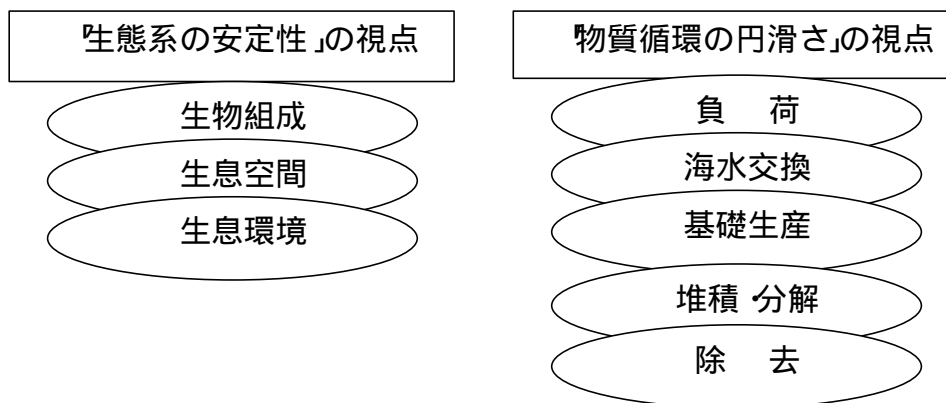 「生態系の安定性」の視点
生物組成
生息空間
生息環境
「物質循環の円滑さ」の視点
負 荷
海水交換
基礎生産
堆積・分解
除 去